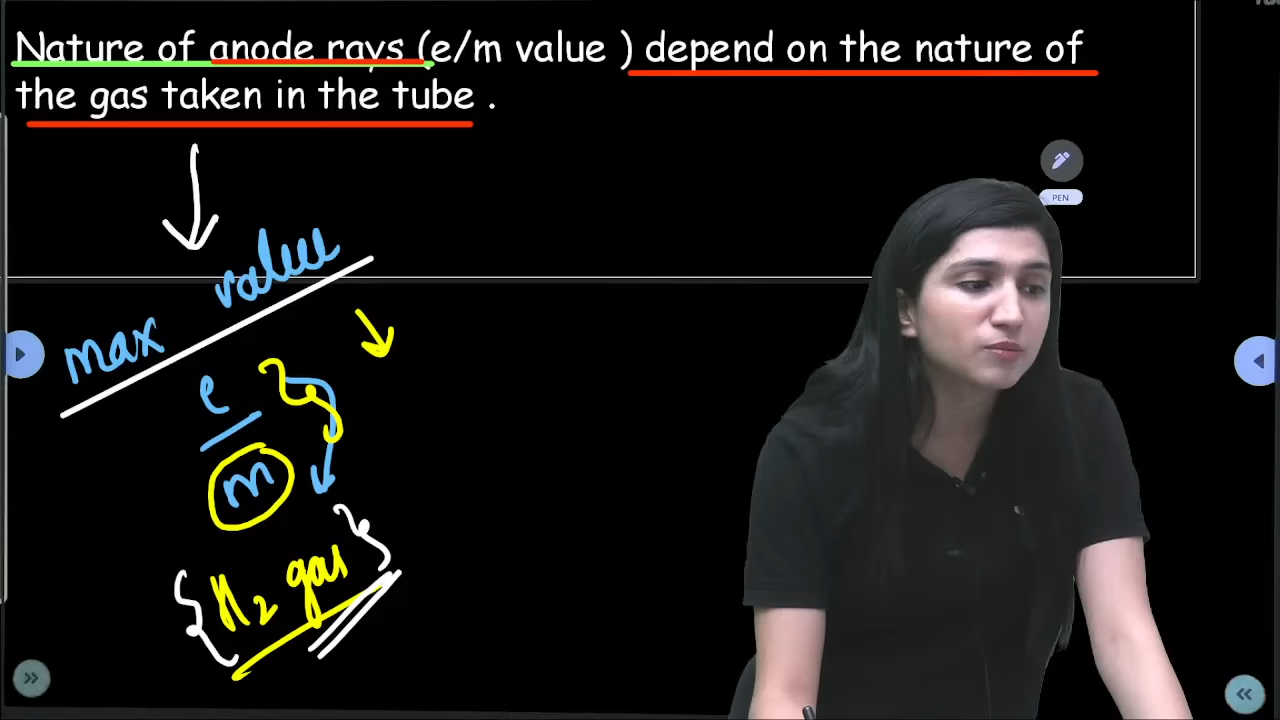 Nature of anode rays (e/m value ) depend on the nature of
the gas taken in the tube .
PEN
max value
e
m
H2 gas